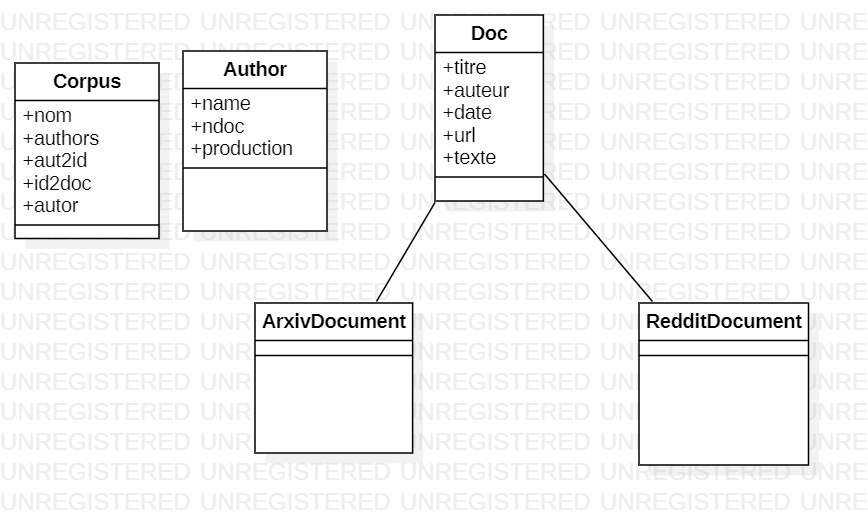 Corpus
+nom
+authors
+aut2id
+id2doc
+autor
Author
+name
+ndoc
+production
Doc
+titre
+auteur
+date
+url
+texte
ArxivDocument
RedditDocument
UNREGISTERED